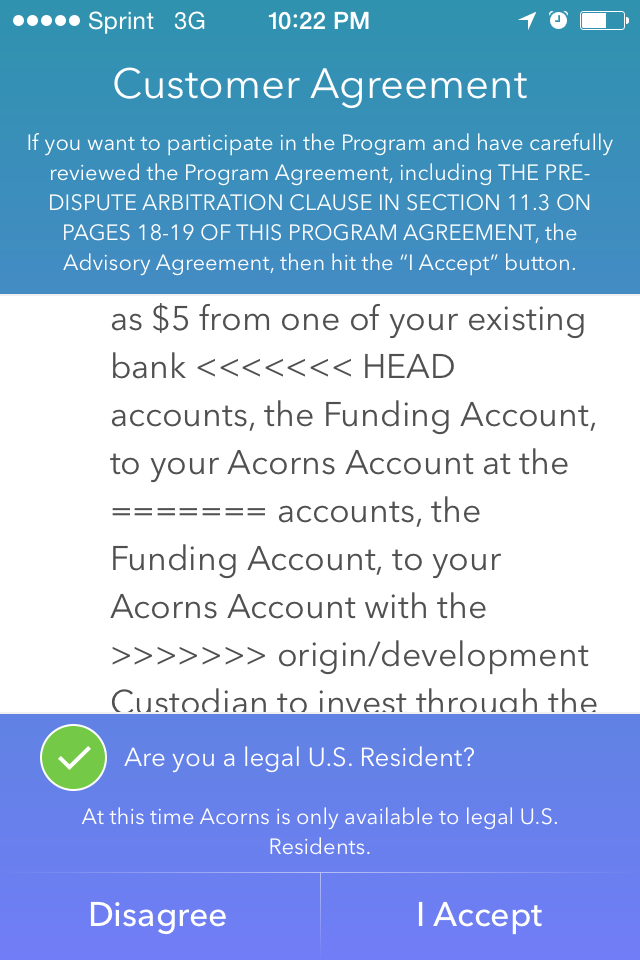 Sprint 3G 10:22 PM
Customer Agreement
If you want to participate in the Program and have carefully
reviewed the Program Agreement, including THE PRE-
DISPUTE ARBITRATION CLAUSE IN SECTION 11.3 ON
PAGES 18-19 OF THIS PROGRAM AGREEMENT, the
Advisory Agreement, then hit the “I Accept” button.
as $5 from one of your existing
bank <<<<<<< HEAD
accounts, the Funding Account,
to your Acorns Account at the
======= accounts, the
Funding Account, to your
Acorns Account with the
>>>>>>> origin/development
Custodian to invest through the
Are you a legal U.S. Resident?
At this time Acorns is only available to legal U.S.
Residents.
Disagree
I Accept